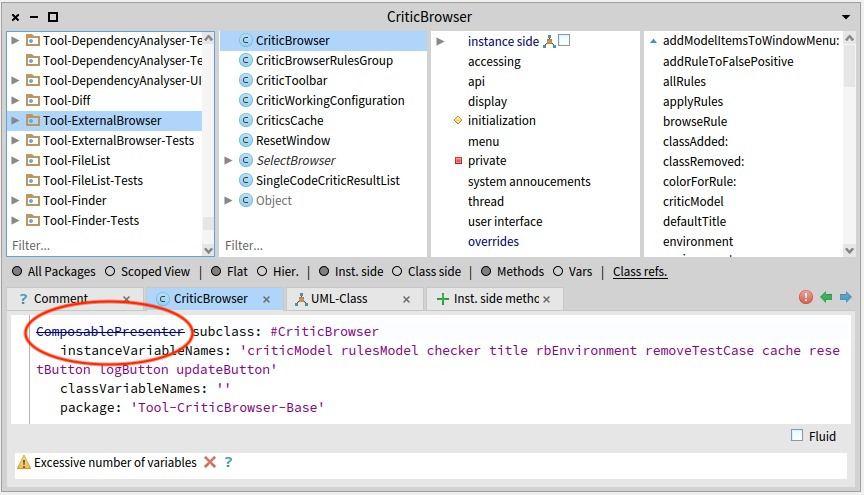 CriticBrowser
Tool-DependencyAnalyser-Te
Tool-DependencyAnalyser-Te
Tool-DependencyAnalyser-UI
Tool-Diff
Tool-ExternalBrowser
Tool-ExternalBrowser-Tests
Tool-FileList
Tool-FileList-Tests
Tool-Finder
Tool-Finder-Tests
Filter...
CriticBrowser
CriticBrowserRulesGroup
CriticToolbar
CriticWorkingConfiguration
CriticsCache
ResetWindow
SelectBrowser
SingleCodeCriticResultList
Object
Filter...
instance side
accessing
api
display
initialization
menu
private
system annoucements
thread
user interface
overrides
addModelItemsToWindowMenu:
addRuleToFalsePositive
allRules
applyRules
browseRule
classAdded:
classRemoved:
colorForRule:
criticModel
defaultTitle
environment
All Packages Scoped View | Flat Hier. | Inst. side Class side | Methods Vars | Class refs.
? Comment × CriticBrowser × UML-Class × Inst. side methc ×
ComposablePresenter subclass: #CriticBrowser
instanceVariableNames: 'criticModel rulesModel checker title rbEnvironment removeTestCase cache rese
tButton logButton updateButton'
classVariableNames: ''
package: 'Tool-CriticBrowser-Base'
Fluid
Excessive number of variables ?